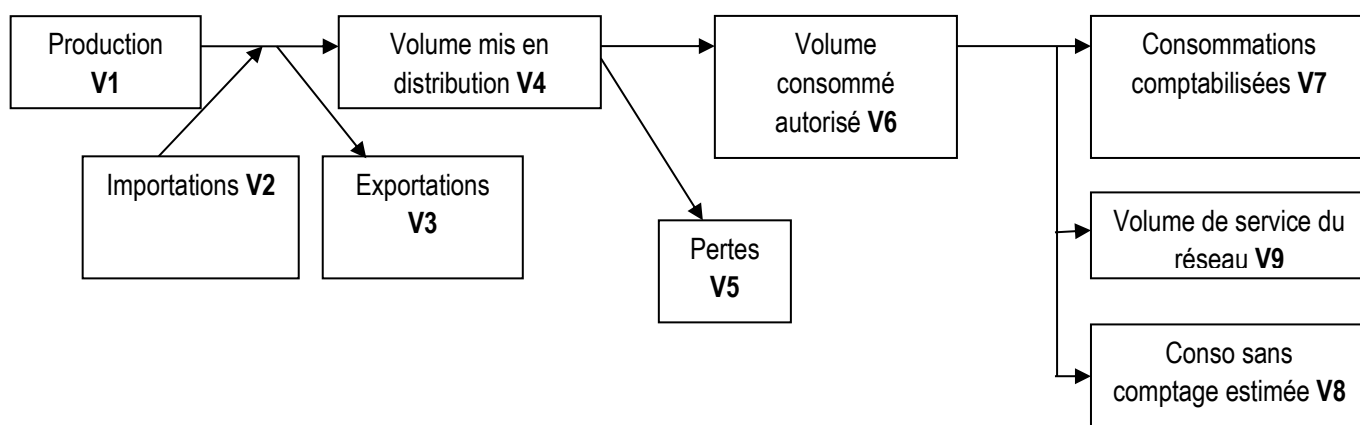 Production
V1
Volume mis en
distribution V4
Volume
consommé
autorisé V6
Consommations
comptabilisées V7
Importations V2
Exportations
V3
Pertes
V5
Volume de service du
réseau V9
Conso sans
comptage estimée V8